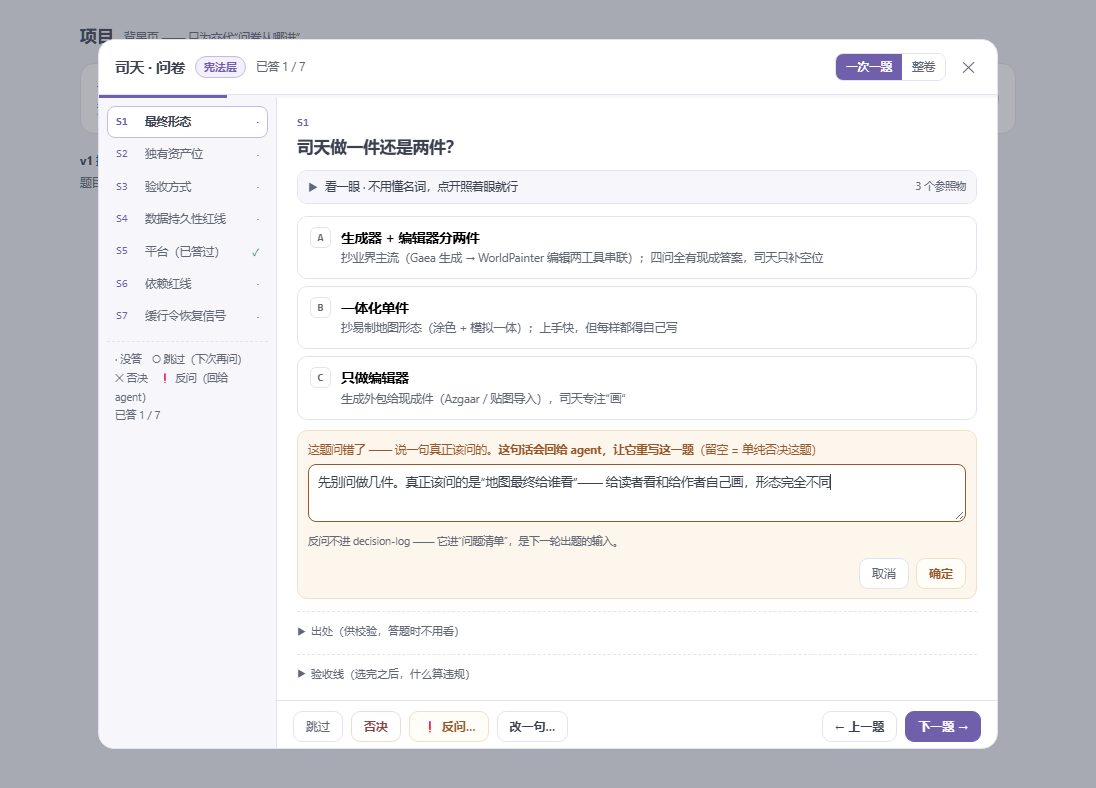 项目 背景页 —— 只为交代“问卷从哪进”
司天 · 问卷 宪法层 已答 1 / 7 一次一题 整卷
v1
题目
S1 最终形态 ·
S2 独有资产位 ·
S3 验收方式 ·
S4 数据持久性红线 ·
S5 平台（已答过） ✓
S6 依赖红线 ·
S7 缓行令恢复信号 ·
· 没答 ○ 跳过（下次再问）
✕ 否决 ❗ 反问（回给
agent）
已答 1 / 7
S1
司天做一件还是两件？
▶ 看一眼 · 不用懂名词，点开照着眼就行 3 个参照物
A 生成器 + 编辑器分两件
抄业界主流（Gaea 生成 → WorldPainter 编辑两工具串联）；四问全有现成答案，司天只补空位
B 一体化单件
抄易制地图形态（涂色 + 模拟一体）；上手快，但每样都得自己写
C 只做编辑器
生成外包给现成件（Azgaar / 贴图导入），司天专注“画”
这题问错了 —— 说一句真正该问的。这句话会回给 agent，让它重写这一题（留空 = 单纯否决这题）
先别问做几件。真正该问的是“地图最终给谁看”—— 给读者看和给作者自己画，形态完全不同
反问不进 decision-log —— 它进“问题清单”，是下一轮出题的输入。
取消 确定
▶ 出处（供校验，答题时不用看）
▶ 验收线（选完之后，什么算违规）
跳过 否决 ❗ 反问… 改一句… ← 上一题 下一题 →